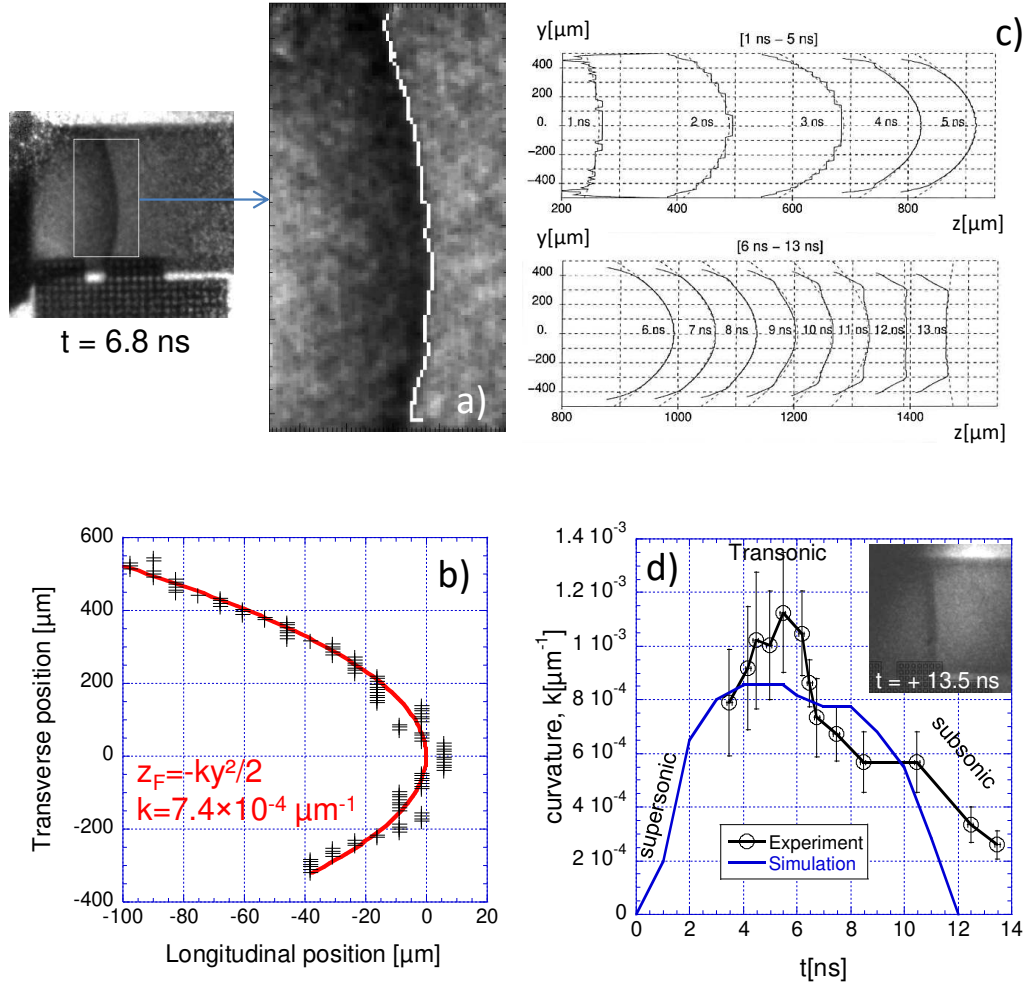 t = 6.8 ns
a)
c)
y[µm]
[1 ns – 5 ns]
400
200
0.
−200
−400
1 ns
2 ns
3 ns
4 ns
5 ns
200
400
600
800
z[µm]
y[µm]
[6 ns – 13 ns]
400
200
0.
−200
−400
6 ns
7 ns
8 ns
9 ns
10 ns
11 ns
12 ns
13 ns
800
1000
1200
1400
z[µm]
b)
Transverse position [µm]
600
400
200
0
-200
-400
z_F=-ky²/2
k=7.4×10⁻⁴ µm⁻¹
-100
-80
-60
-40
-20
0
20
Longitudinal position [µm]
d)
curvature, k[µm⁻¹]
1.4 10⁻³
1.2 10⁻³
1 10⁻³
8 10⁻⁴
6 10⁻⁴
4 10⁻⁴
2 10⁻⁴
0
Transonic
supersonic
subsonic
t = + 13.5 ns
Experiment
Simulation
0
2
4
6
8
10
12
14
t[ns]